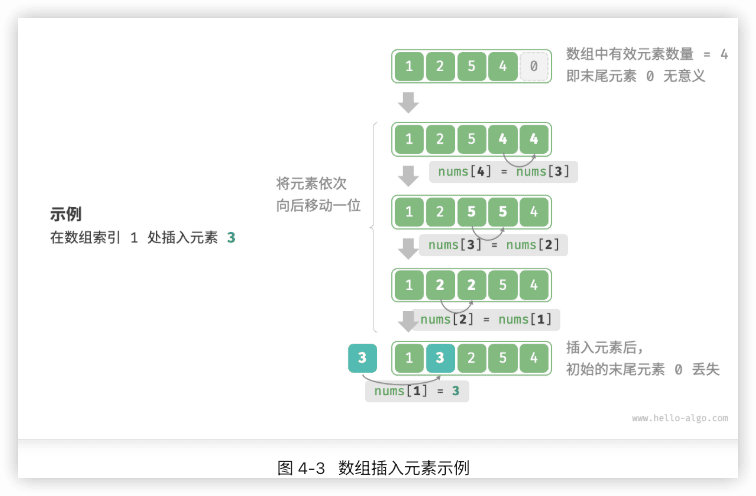 1 2 5 4 0
数组中有效元素数量 = 4
即末尾元素 0 无意义
1 2 5 4 4
nums[4] = nums[3]
将元素依次
向后移动一位
1 2 5 5 4
示例
在数组索引 1 处插入元素 3
nums[3] = nums[2]
1 2 2 5 4
nums[2] = nums[1]
3
1 3 2 5 4
插入元素后，
初始的末尾元素 0 丢失
nums[1] = 3
www.hello-algo.com
图 4-3 数组插入元素示例